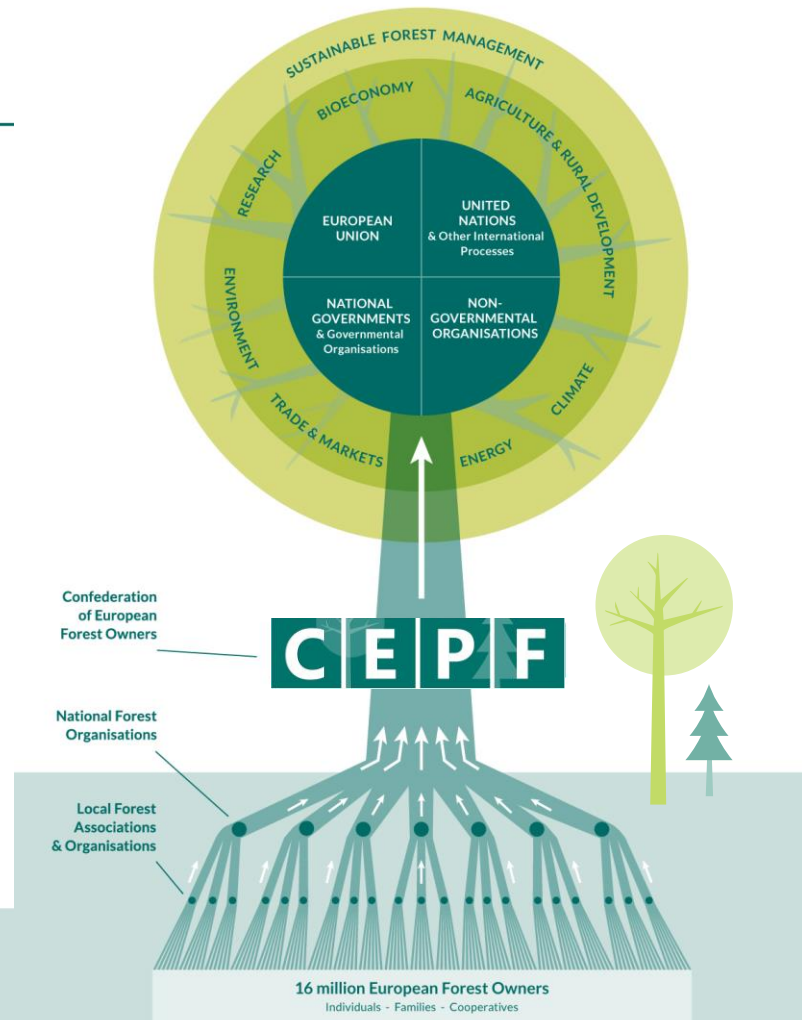 SUSTAINABLE FOREST MANAGEMENT
BIOECONOMY
AGRICULTURE & RURAL DEVELOPMENT
RESEARCH
ENVIRONMENT
TRADE & MARKETS
ENERGY
CLIMATE
EUROPEAN
UNION
UNITED
NATIONS
& Other International
Processes
NATIONAL
GOVERNMENTS
& Governmental
Organisations
NON-
GOVERNMENTAL
ORGANISATIONS
Confederation
of European
Forest Owners
CEPF
National Forest
Organisations
Local Forest
Associations
& Organisations
16 million European Forest Owners
Individuals - Families - Cooperatives